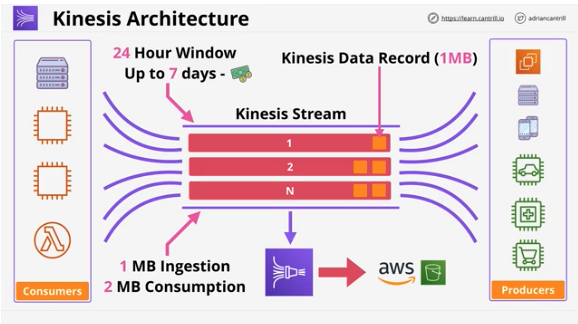 Kinesis Architecture
https://learn.cantrill.io
adriancantrill
24 Hour Window
Up to 7 days -
Kinesis Data Record (1MB)
Kinesis Stream
1
2
N
1 MB Ingestion
2 MB Consumption
aws
Consumers
Producers